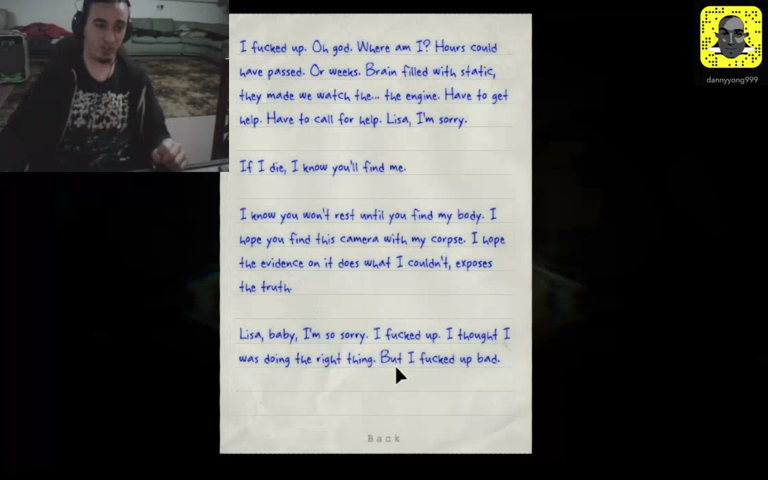 I fucked up. Oh god. Where am I? Hours could
have passed. Or weeks. Brain filled with static,
they made we watch the... the engine. Have to get
help. Have to call for help. Lisa, I'm sorry.
If I die, I know you'll find me.
I know you won't rest until you find my body. I
hope you find this camera with my corpse. I hope
the evidence on it does what I couldn't, exposes
the truth.
Lisa, baby, I'm so sorry. I fucked up. I thought I
was doing the right thing. But I fucked up bad.
Back
dannyyong999